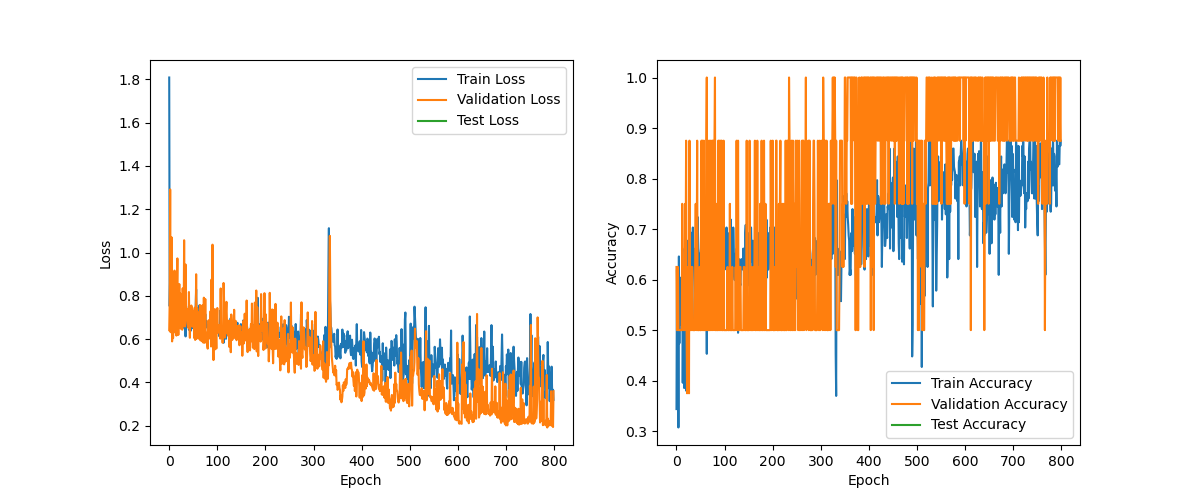 Train Loss
Validation Loss
Test Loss
1.8
1.6
1.4
1.2
1.0
0.8
0.6
0.4
0.2
Loss
0 100 200 300 400 500 600 700 800
Epoch
1.0
0.9
0.8
0.7
0.6
0.5
0.4
0.3
Accuracy
Train Accuracy
Validation Accuracy
Test Accuracy
0 100 200 300 400 500 600 700 800
Epoch